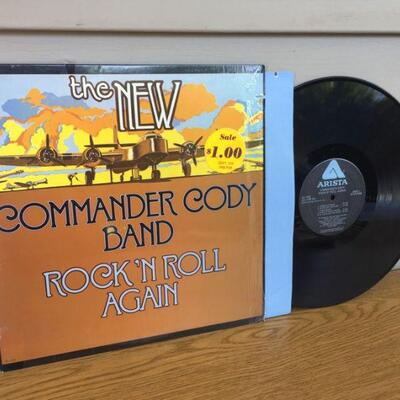 the NEW
Sale
$1.00
COMMANDER CODY
BAND
ROCK'N ROLL
AGAIN
ARISTA